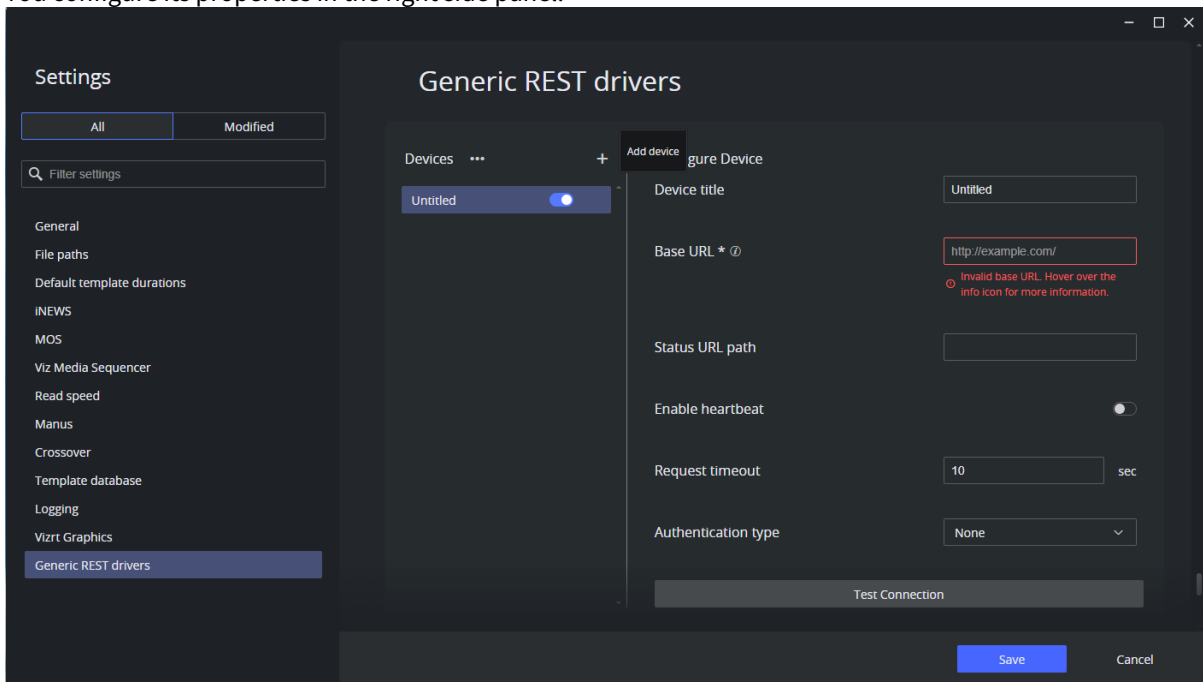 You configure its properties in the right side panel.
Settings
All
Modified
Filter settings
General
File paths
Default template durations
iNEWS
MOS
Viz Media Sequencer
Read speed
Manus
Crossover
Template database
Logging
Vizrt Graphics
Generic REST drivers
Generic REST drivers
Devices ••• +
Untitled
Add device
gure Device
Device title
Untitled
Base URL *
http://example.com/
Invalid base URL. Hover over the
info icon for more information.
Status URL path
Enable heartbeat
Request timeout
10
sec
Authentication type
None
Test Connection
Save
Cancel